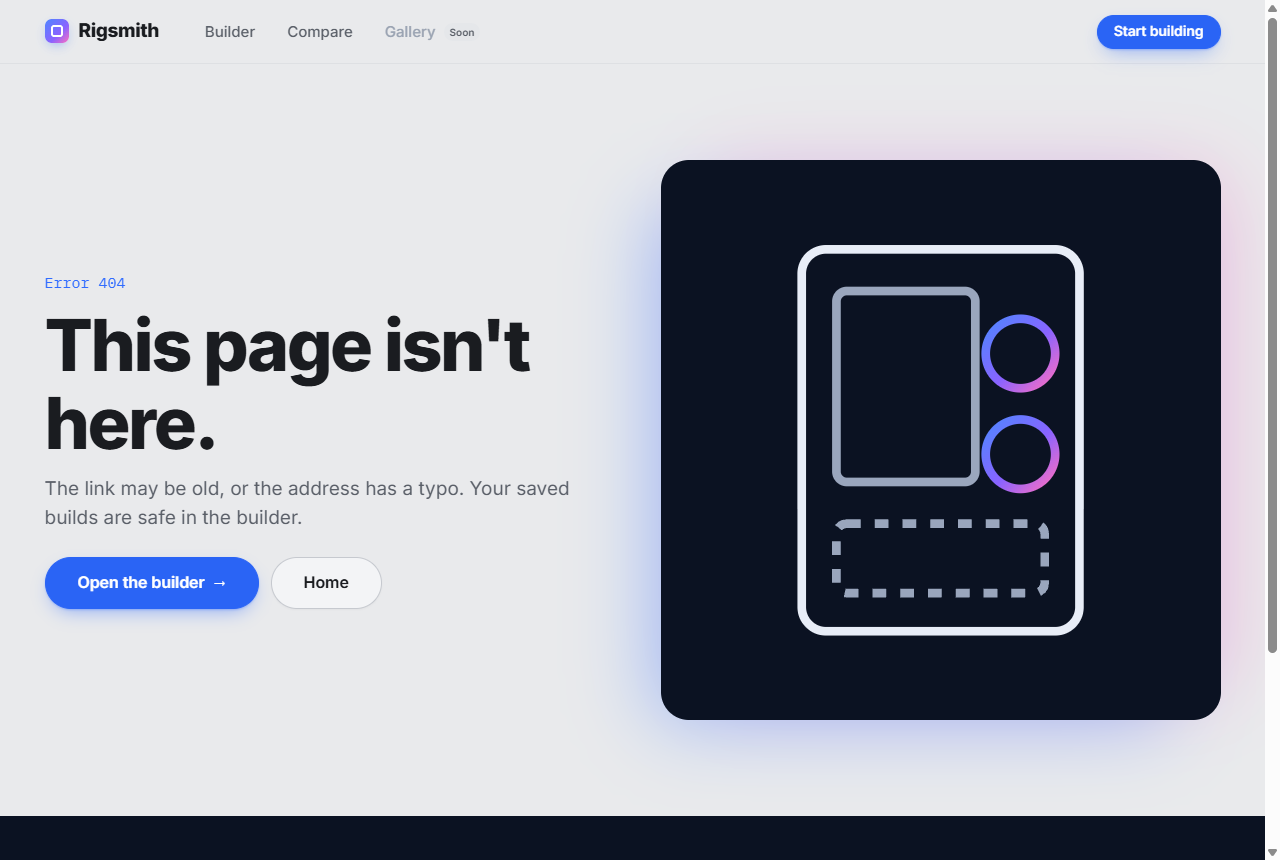 Rigsmith
Builder
Compare
Gallery
Soon
Start building
Error 404
This page isn't
here.
The link may be old, or the address has a typo. Your saved
builds are safe in the builder.
Open the builder →
Home